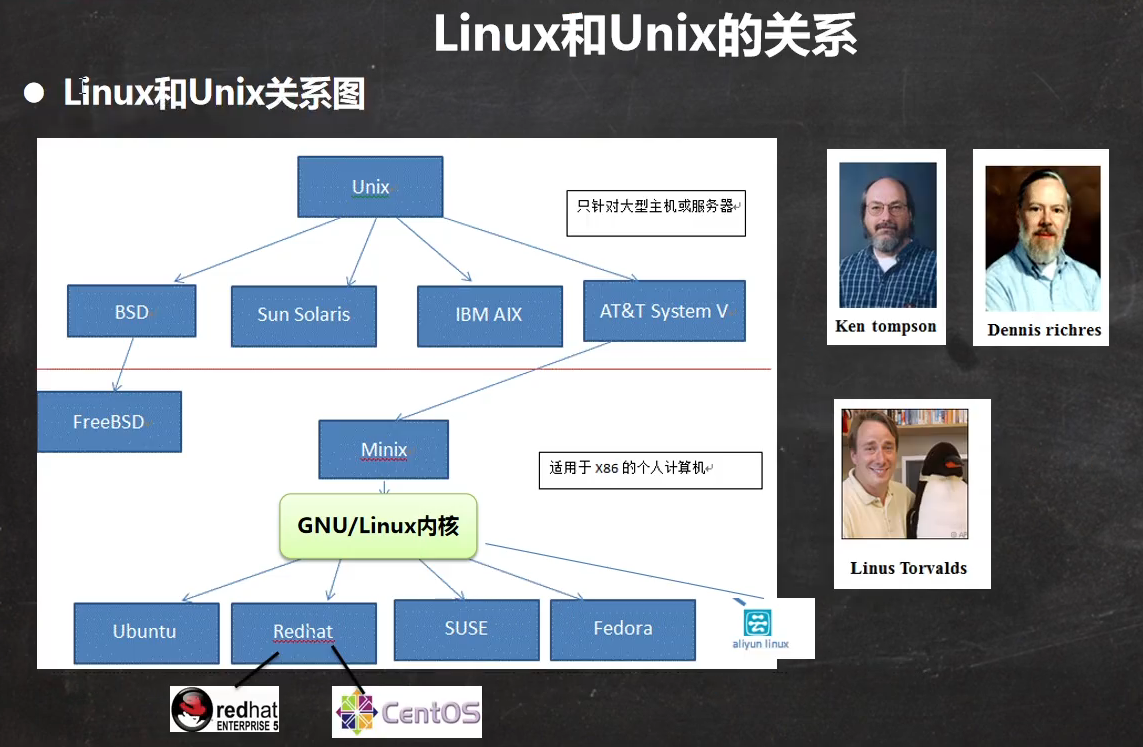 Linux和Unix的关系
Linux和Unix关系图
Unix
只针对大型主机或服务器
BSD
Sun Solaris
IBM AIX
AT&T System V
FreeBSD
Minix
适用于 X86 的个人计算机
GNU/Linux内核
Ubuntu
Redhat
SUSE
Fedora
aliyun linux
redhat
ENTERPRISE 5
CentOS
Ken tompson
Dennis richres
© AP
Linus Torvalds